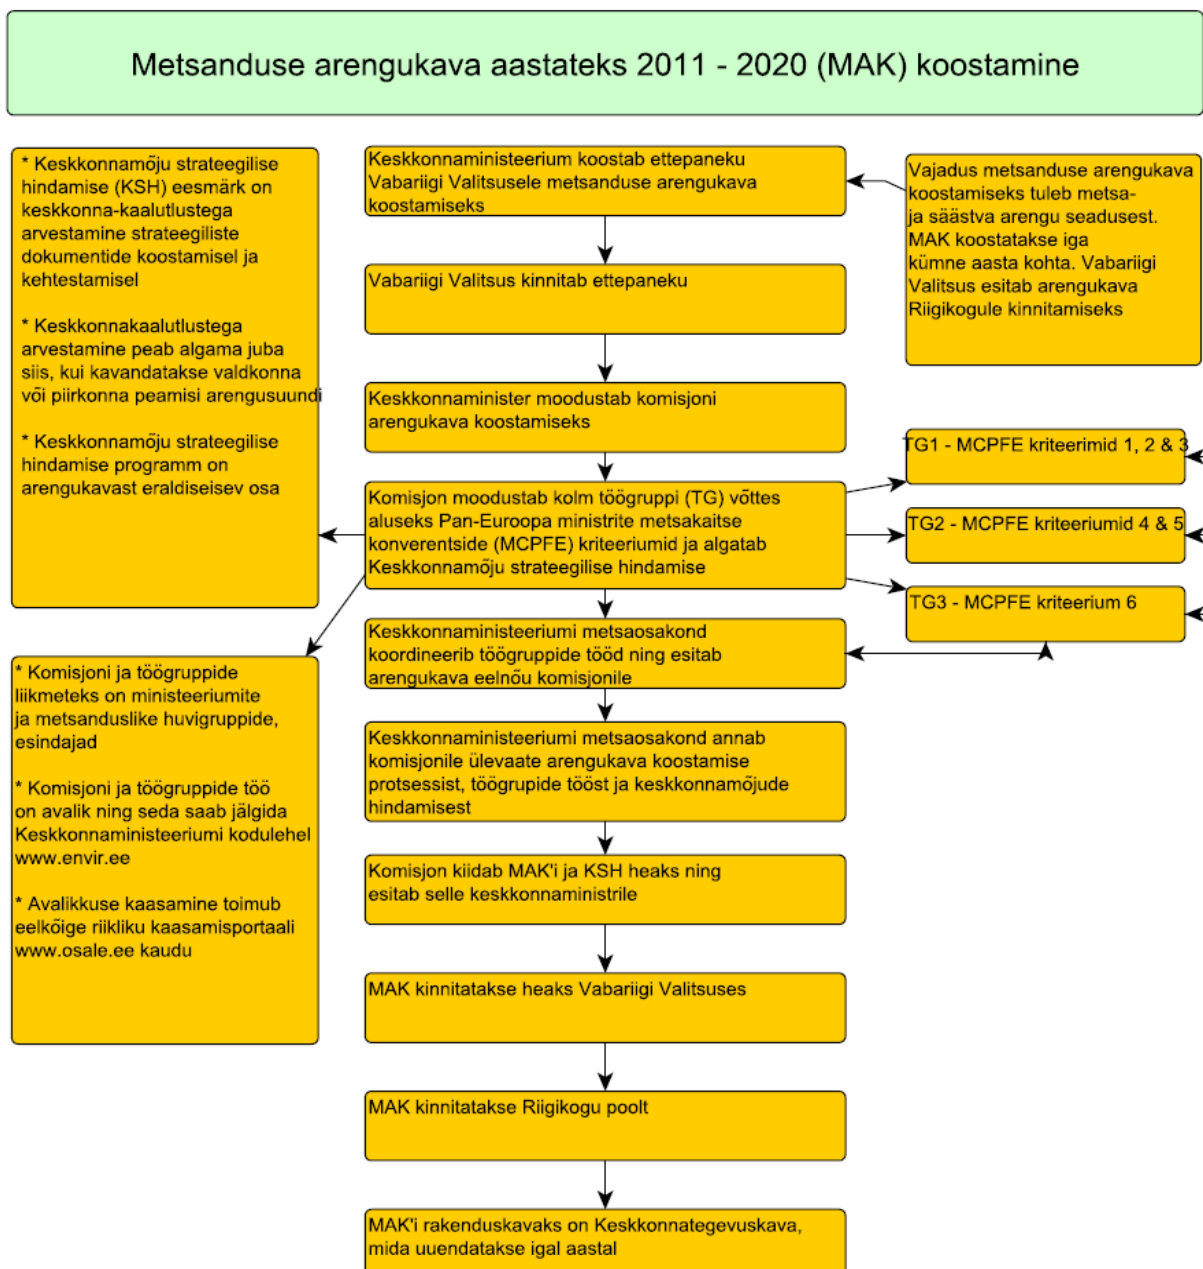 Metsanduse arengukava aastateks 2011 - 2020 (MAK) koostamine
* Keskkonnamõju strateegilise
hindamise (KSH) eesmärk on
keskkonna-kaalutlustega
arvestamine strateegiliste
dokumentide koostamisel ja
kehtestamisel
* Keskkonnakaalutlustega
arvestamine peab algama juba
siis, kui kavandatakse valdkonna
või piirkonna peamisi arengusuundi
* Keskkonnamõju strateegilise
hindamise programm on
arengukavast eraldiseisev osa
* Komisjoni ja töögruppide
liikmeteks on ministeeriumite
ja metsanduslike huvigruppide,
esindajad
* Komisjoni ja töögruppide töö
on avalik ning seda saab jälgida
Keskkonnaministeeriumi kodulehel
www.envir.ee
* Avalikkuse kaasamine toimub
eelkõige riikliku kaasamisportaali
www.osale.ee kaudu
Keskkonnaministeerium koostab ettepaneku
Vabariigi Valitsusele metsanduse arengukava
koostamiseks
Vabariigi Valitsus kinnitab ettepaneku
Keskkonnaminister moodustab komisjoni
arengukava koostamiseks
Komisjon moodustab kolm töögruppi (TG) võttes
aluseks Pan-Euroopa ministrite metsakaitse
konverentside (MCPFE) kriteeriumid ja algatab
Keskkonnamõju strateegilise hindamise
Keskkonnaministeeriumi metsaosakond
koordineerib töögruppide tööd ning esitab
arengukava eelnõu komisjonile
Keskkonnaministeeriumi metsaosakond annab
komisjonile ülevaate arengukava koostamise
protsessist, töögrupide tööst ja keskkonnamõjude
hindamisest
Komisjon kiidab MAK'i ja KSH heaks ning
esitab selle keskkonnaministrile
MAK kinnitatakse heaks Vabariigi Valitsuses
MAK kinnitatakse Riigikogu poolt
MAK'i rakenduskavaks on Keskkonnategevuskava,
mida uuendatakse igal aastal
Vajadus metsanduse arengukava
koostamiseks tuleb metsa-
ja säästva arengu seadusest.
MAK koostatakse iga
kümne aasta kohta. Vabariigi
Valitsus esitab arengukava
Riigikogule kinnitamiseks
TG1 - MCPFE kriteerimid 1, 2 & 3
TG2 - MCPFE kriteeriumid 4 & 5
TG3 - MCPFE kriteerium 6